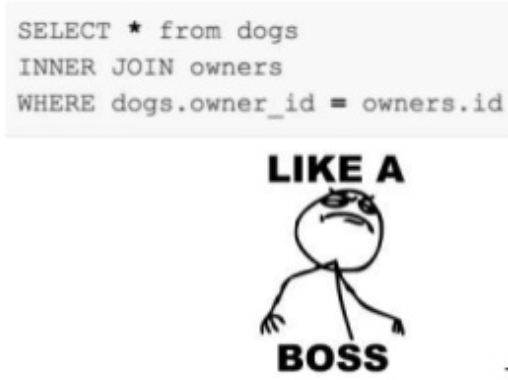 SELECT * from dogs
INNER JOIN owners
WHERE dogs.owner_id = owners.id
LIKE A
BOSS